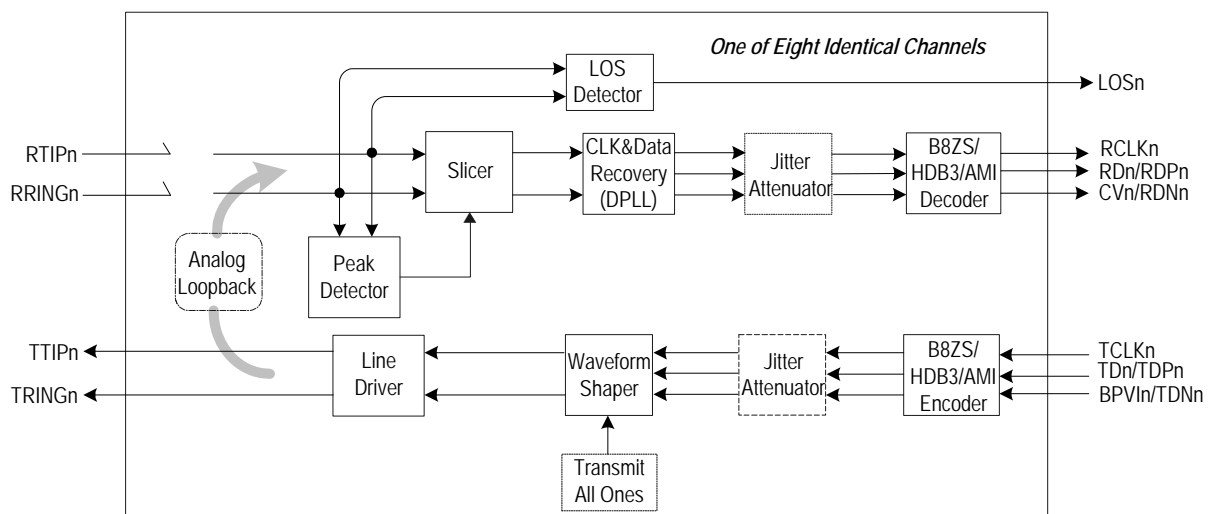 One of Eight Identical Channels
LOS
Detector
LOSn
RTIPn
RRINGn
Slicer
CLK&Data
Recovery
(DPLL)
Jitter
Attenuator
B8ZS/
HDB3/AMI
Decoder
RCLKn
RDn/RDPn
CVn/RDNn
Analog
Loopback
Peak
Detector
TTIPn
TRINGn
Line
Driver
Waveform
Shaper
Jitter
Attenuator
B8ZS/
HDB3/AMI
Encoder
TCLKn
TDn/TDPn
BPVIn/TDNn
Transmit
All Ones